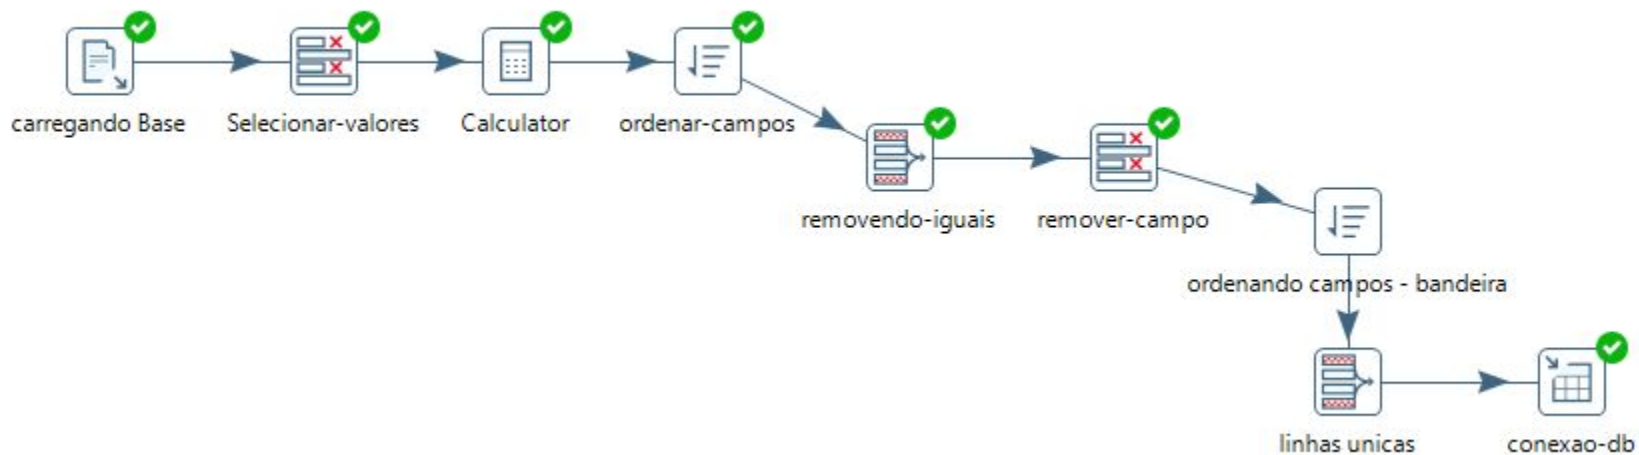 carregando Base
Selecionar-valores
Calculator
ordenar-campos
removendo-iguais
remover-campo
ordenando campos - bandeira
linhas unicas
conexao-db